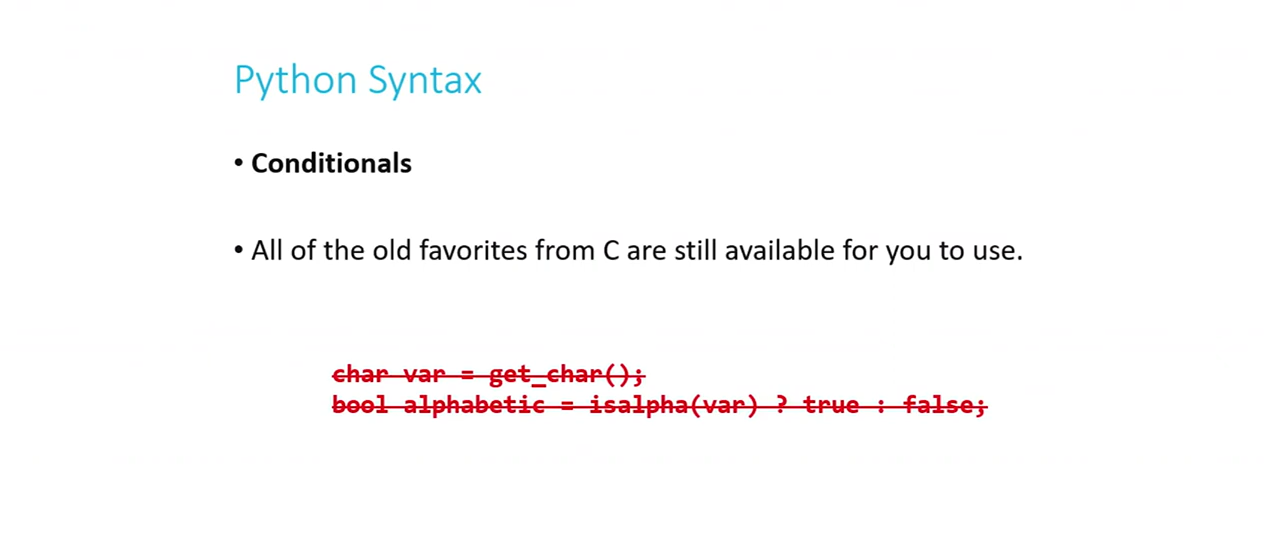 Python Syntax
• Conditionals
• All of the old favorites from C are still available for you to use.
char var = get_char();
bool alphabetic = isalpha(var) ? true : false;